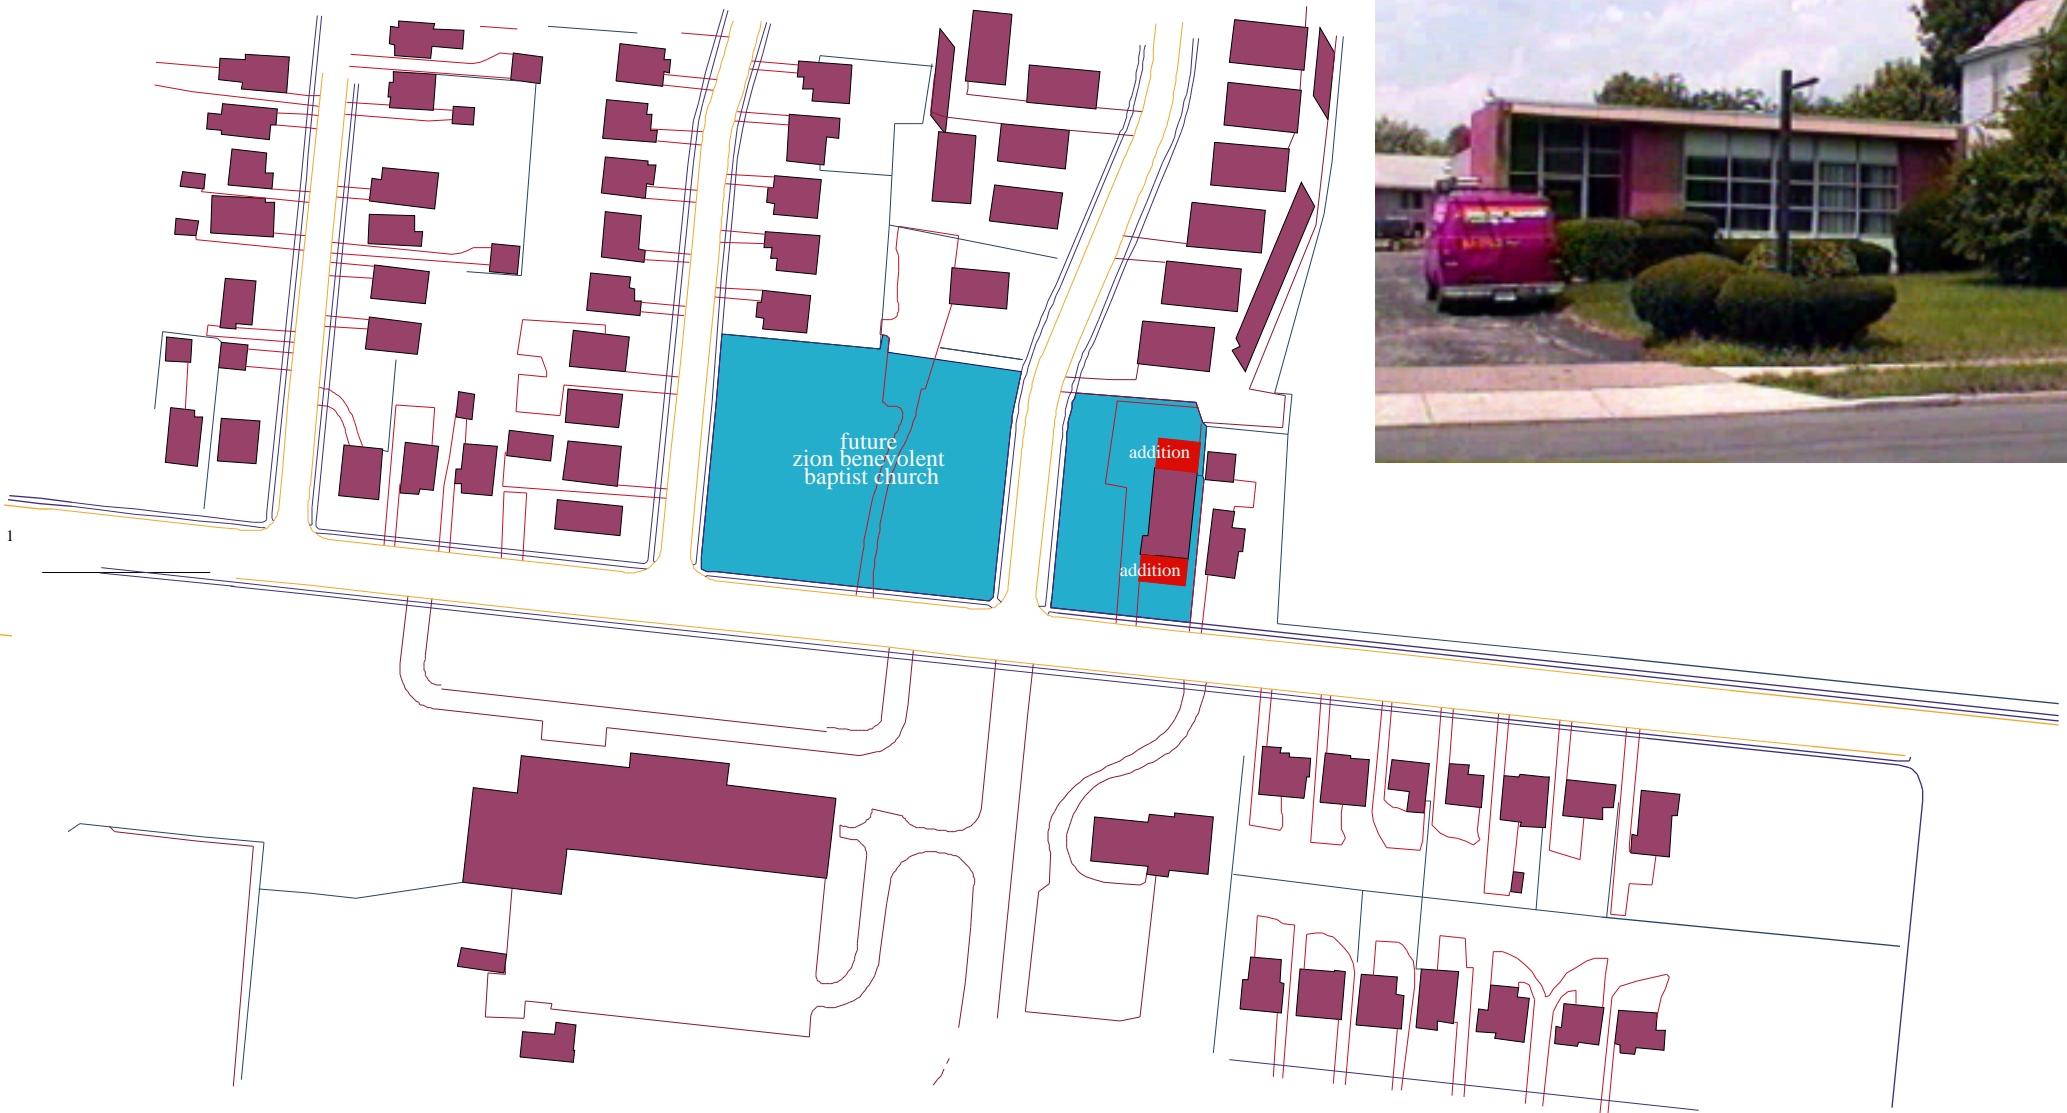 future
zion benevolent
baptist church
addition
addition
1